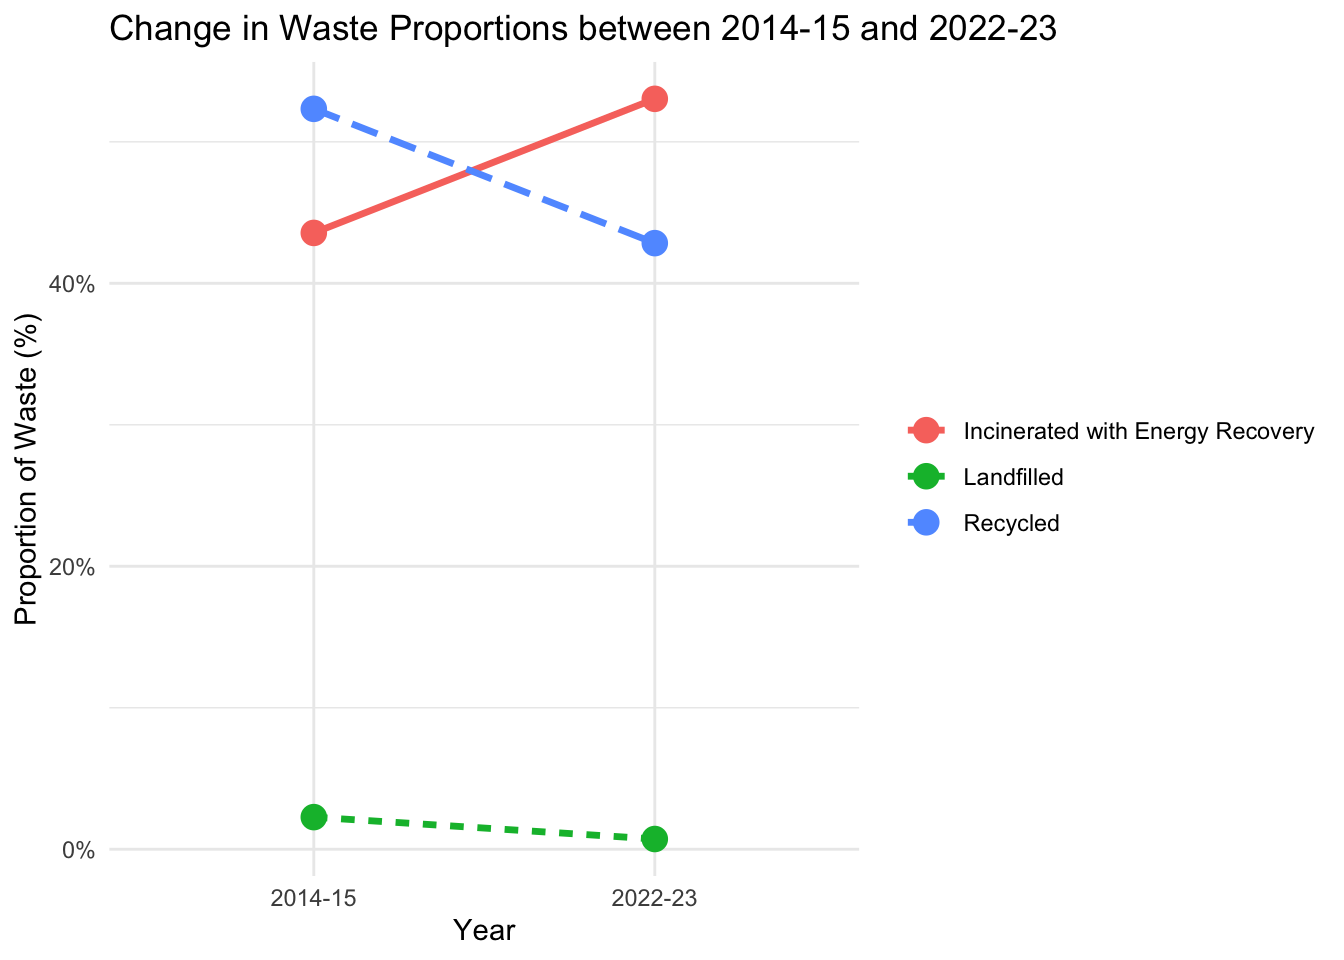 Change in Waste Proportions between 2014-15 and 2022-23
Proportion of Waste (%)
40%
20%
0%
2014-15
2022-23
Year
Incinerated with Energy Recovery
Landfilled
Recycled